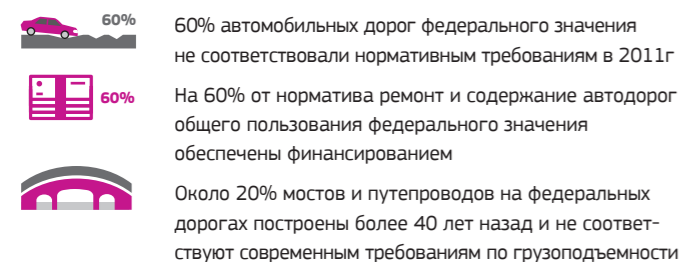 60%
60% автомобильных дорог федерального значения
не соответствовали нормативным требованиям в 2011г
60%
На 60% от норматива ремонт и содержание автодорог
общего пользования федерального значения
обеспечены финансированием
Около 20% мостов и путепроводов на федеральных
дорогах построены более 40 лет назад и не соответ-
ствуют современным требованиям по грузоподъемности